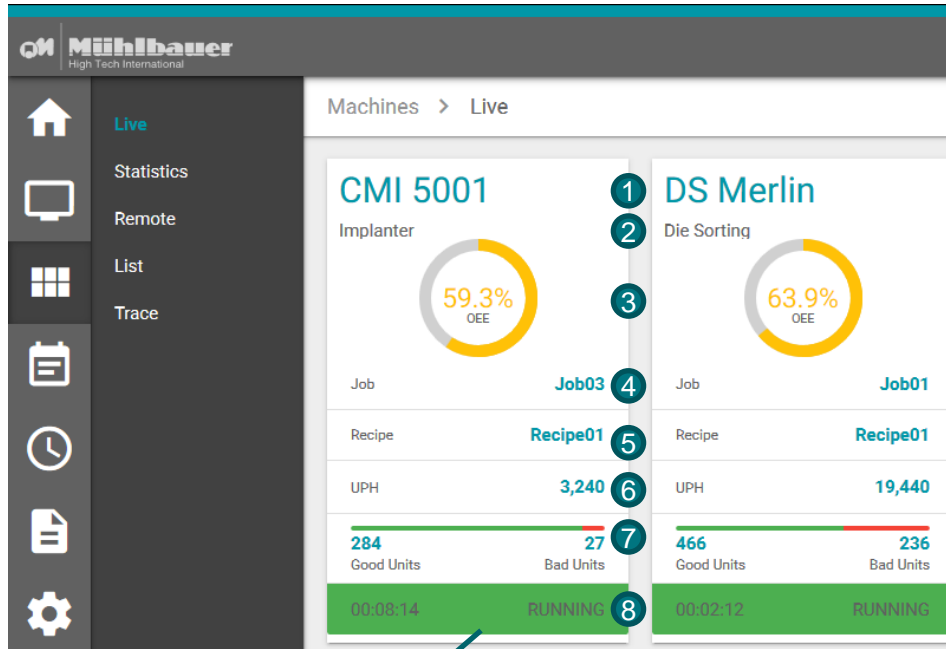 Mühlbauer
High Tech International
Live
Statistics
Remote
List
Trace
Machines > Live
CMI 5001
Implanter
59.3%
OEE
Job Job03
Recipe Recipe01
UPH 3,240
284 27
Good Units Bad Units
00:08:14 RUNNING
1
2
3
4
5
6
7
8
DS Merlin
Die Sorting
63.9%
OEE
Job Job01
Recipe Recipe01
UPH 19,440
466 236
Good Units Bad Units
00:02:12 RUNNING